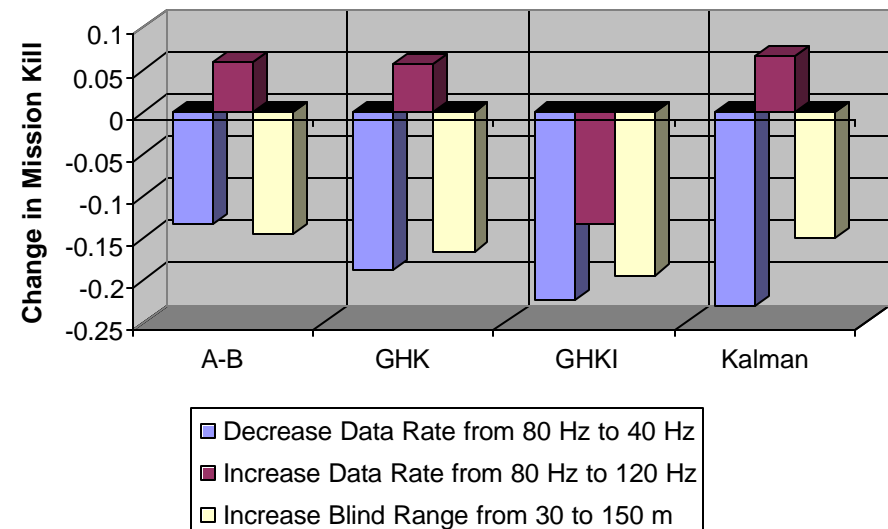 Change in Mission Kill
0.1
0.05
0
-0.05
-0.1
-0.15
-0.2
-0.25
A-B GHK GHKI Kalman
Decrease Data Rate from 80 Hz to 40 Hz
Increase Data Rate from 80 Hz to 120 Hz
Increase Blind Range from 30 to 150 m